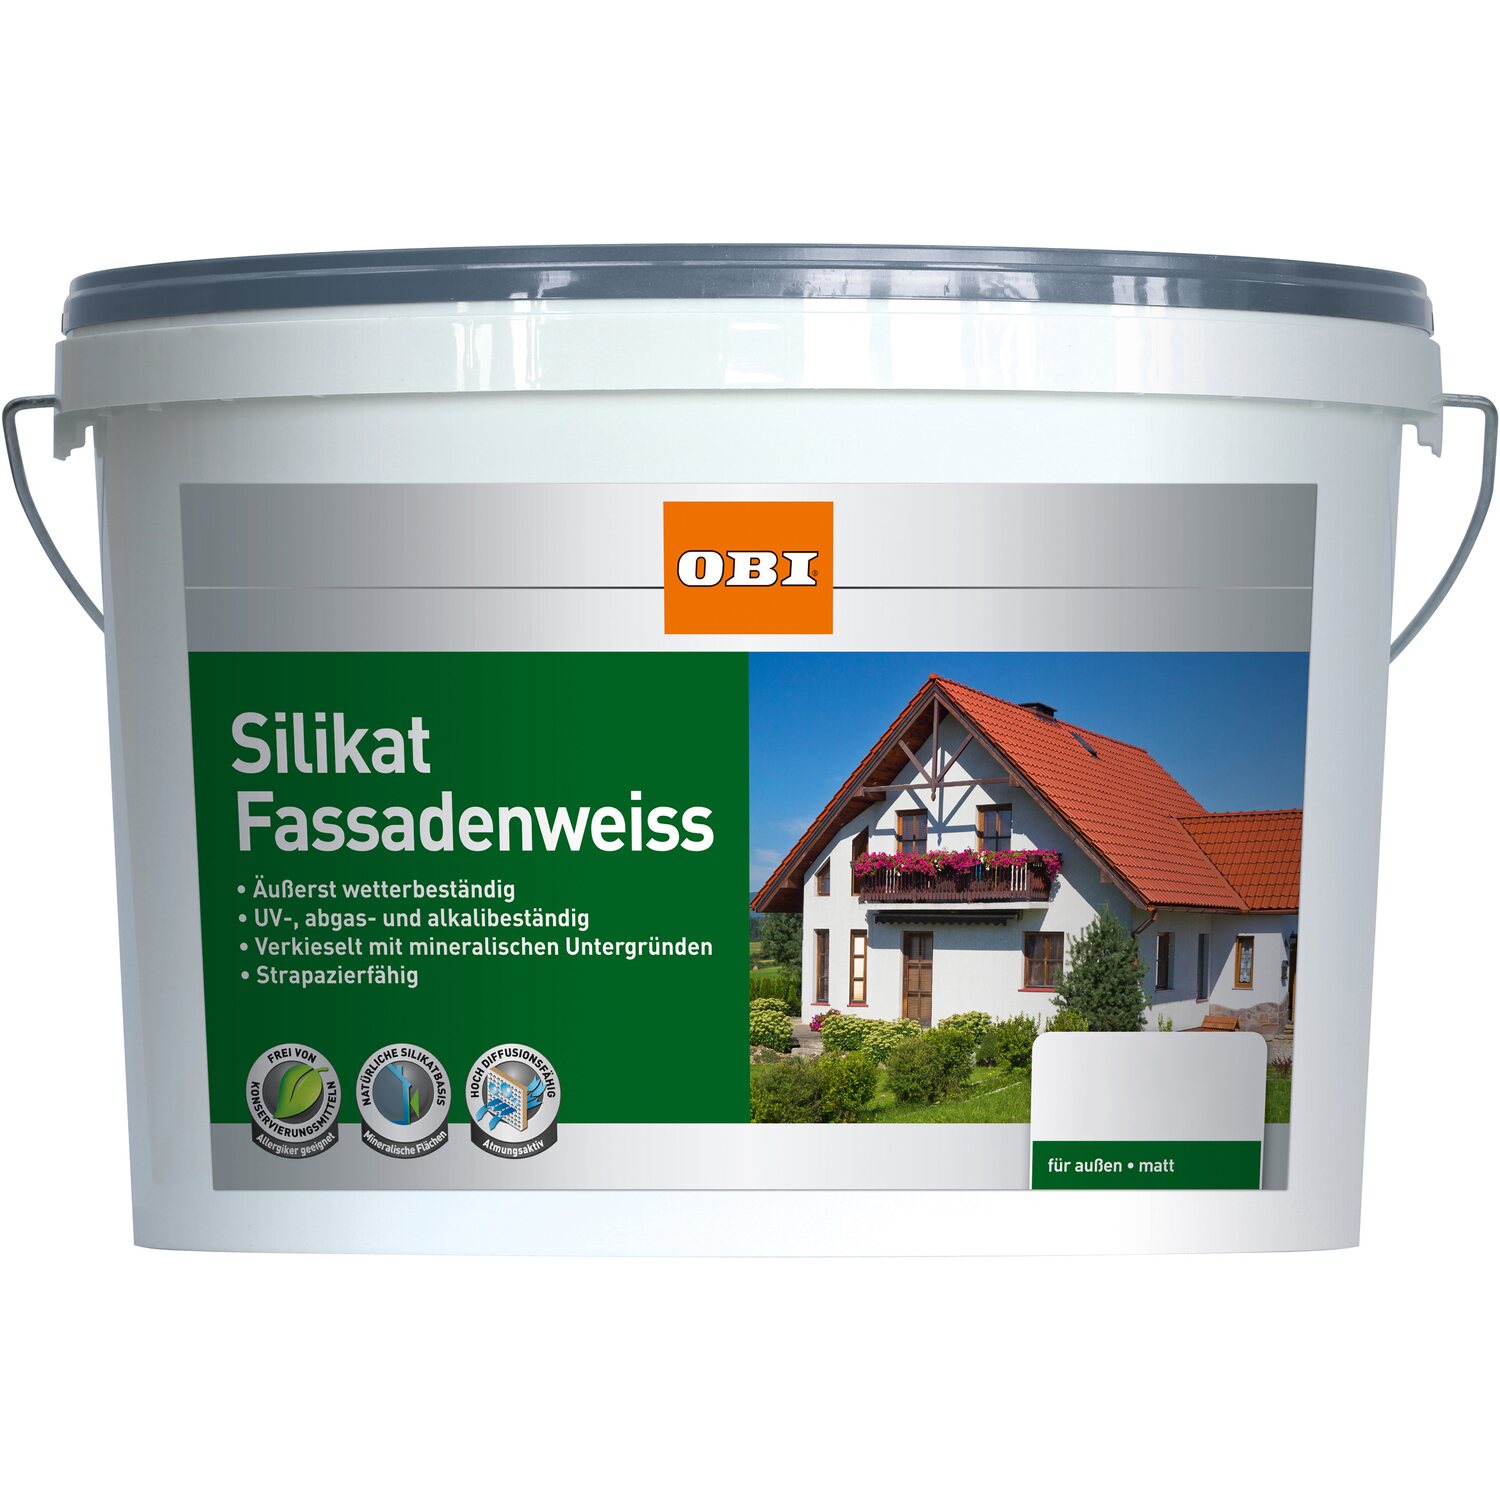 OBI
Silikat
Fassadenweiss
• Äußerst wetterbeständig
• UV-, abgas- und alkalibeständig
• Verkieselt mit mineralischen Untergründen
• Strapazierfähig
FREI VON
KONSERVIERUNGSMITTELN
Allergiker geeignet
NATÜRLICHE SILIKATBASIS
Mineralische Flächen
HOCH DIFFUSIONSFÄHIG
Atmungsaktiv
für außen • matt